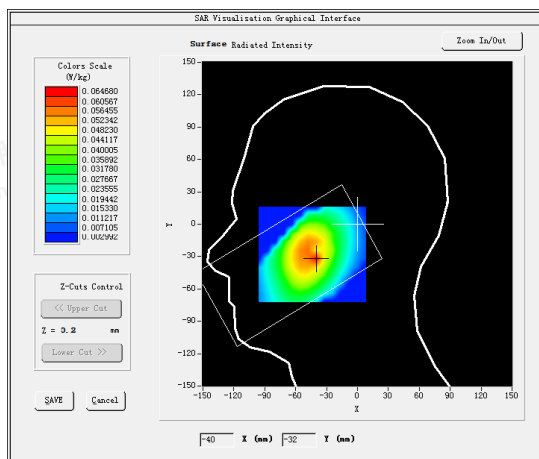 SAR Visualisation Graphical Interface
Surface Radiated Intensity
Zoom In/Out
Colors Scale
(W/kg)
0.064680
0.060567
0.056455
0.052342
0.048230
0.044117
0.040005
0.035892
0.031780
0.027667
0.023555
0.019442
0.015330
0.011217
0.007105
0.002992
150
120
90
60
30
0
-30
-60
-90
-120
-150
Y
-150 -120 -90 -60 -30 0 30 60 90 120 150
X
Z-Cuts Control
<< Upper Cut
Z = 3.2 mm
Lower Cut >>
SAVE Cancel
-40 X (mm) -32 Y (mm)